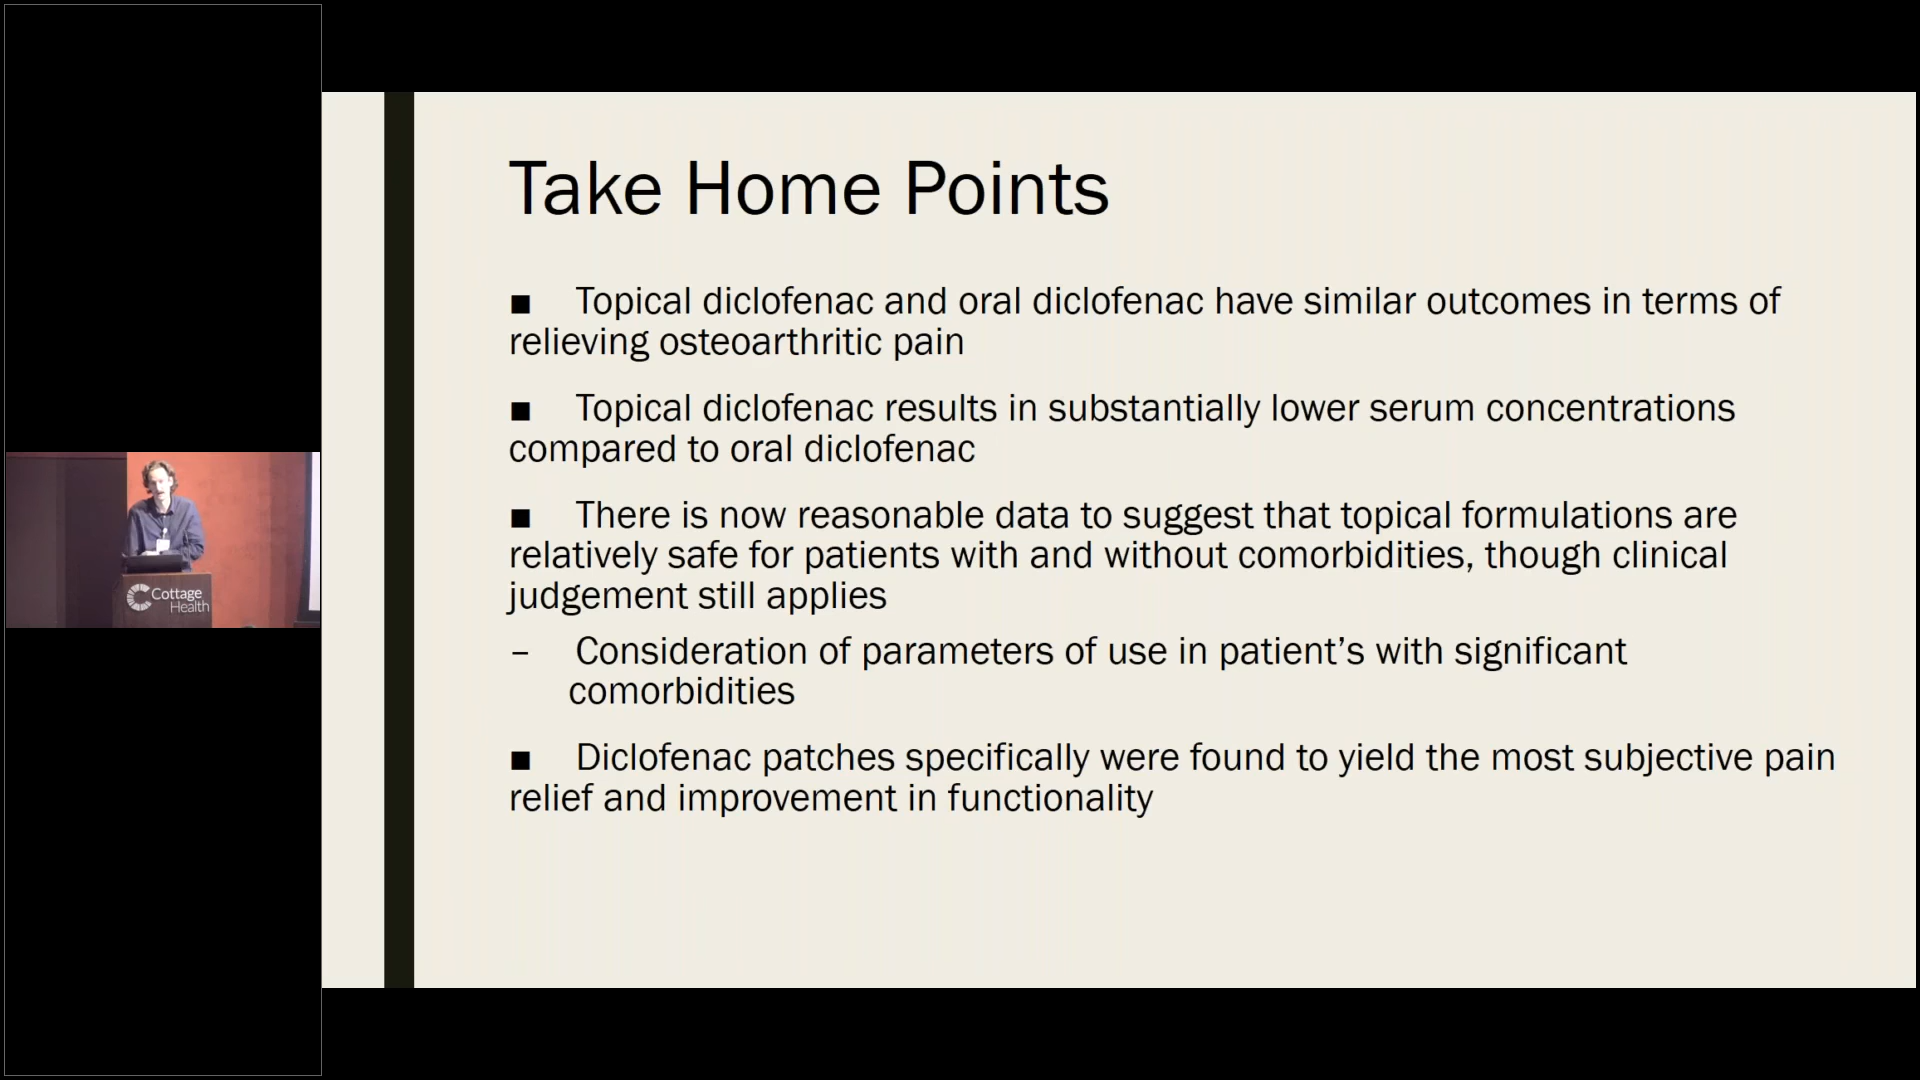 Take Home Points
■ Topical diclofenac and oral diclofenac have similar outcomes in terms of
relieving osteoarthritic pain
■ Topical diclofenac results in substantially lower serum concentrations
compared to oral diclofenac
■ There is now reasonable data to suggest that topical formulations are
relatively safe for patients with and without comorbidities, though clinical
judgement still applies
– Consideration of parameters of use in patient’s with significant
comorbidities
■ Diclofenac patches specifically were found to yield the most subjective pain
relief and improvement in functionality
Cottage
Health